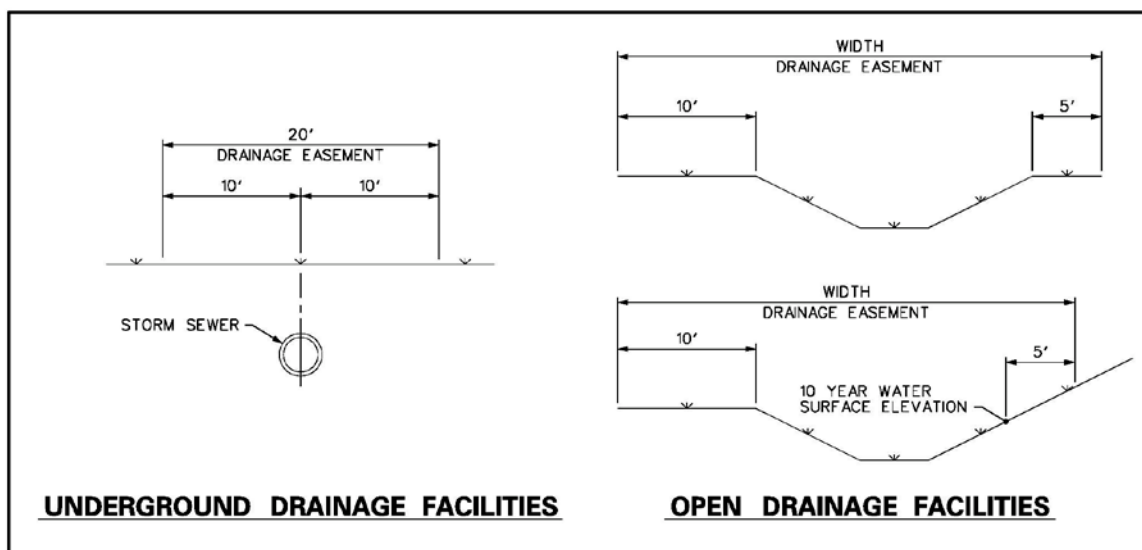 20'
DRAINAGE EASEMENT
10'
10'
STORM SEWER
UNDERGROUND DRAINAGE FACILITIES
WIDTH
DRAINAGE EASEMENT
10'
5'
WIDTH
DRAINAGE EASEMENT
10'
5'
10 YEAR WATER
SURFACE ELEVATION
OPEN DRAINAGE FACILITIES